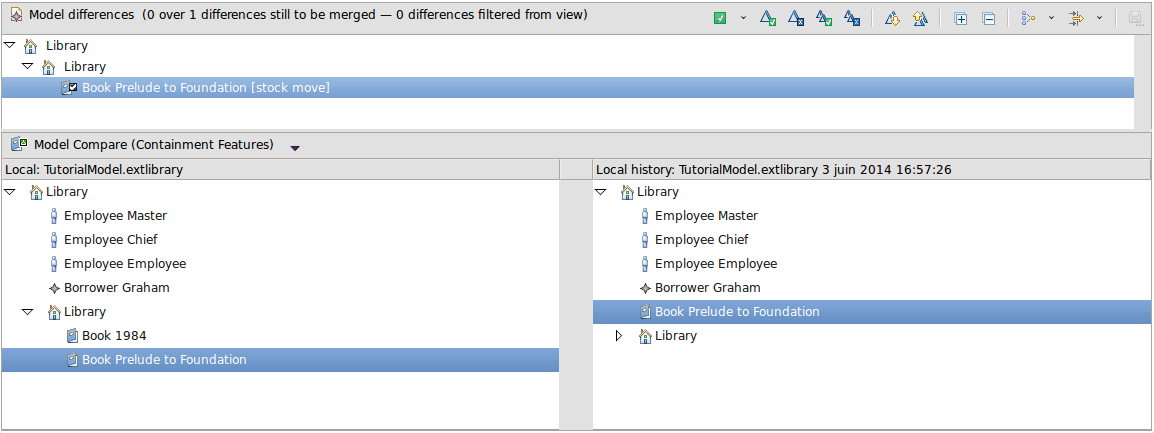 Model differences (0 over 1 differences still to be merged — 0 differences filtered from view)
Library
Library
Book Prelude to Foundation [stock move]
Model Compare (Containment Features)
Local: TutorialModel.extlibrary
Library
Employee Master
Employee Chief
Employee Employee
Borrower Graham
Library
Book 1984
Book Prelude to Foundation
Local history: TutorialModel.extlibrary 3 juin 2014 16:57:26
Library
Employee Master
Employee Chief
Employee Employee
Borrower Graham
Book Prelude to Foundation
Library